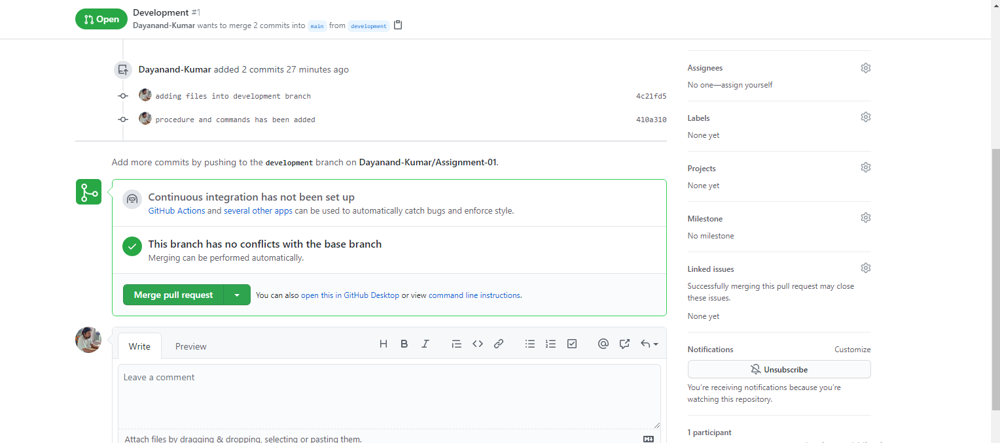 Open
Development #1
Dayanand-Kumar wants to merge 2 commits into main from development
Dayanand-Kumar added 2 commits 27 minutes ago
adding files into development branch 4c21fd5
procedure and commands has been added 410a310
Add more commits by pushing to the development branch on Dayanand-Kumar/Assignment-01.
Continuous integration has not been set up
GitHub Actions and several other apps can be used to automatically catch bugs and enforce style.
This branch has no conflicts with the base branch
Merging can be performed automatically.
Merge pull request
You can also open this in GitHub Desktop or view command line instructions.
Write Preview
Leave a comment
Attach files by dragging & dropping, selecting or pasting them.
Assignees
No one—assign yourself
Labels
None yet
Projects
None yet
Milestone
No milestone
Linked issues
Successfully merging this pull request may close
these issues.
None yet
Notifications Customize
Unsubscribe
You're receiving notifications because you're
watching this repository.
1 participant